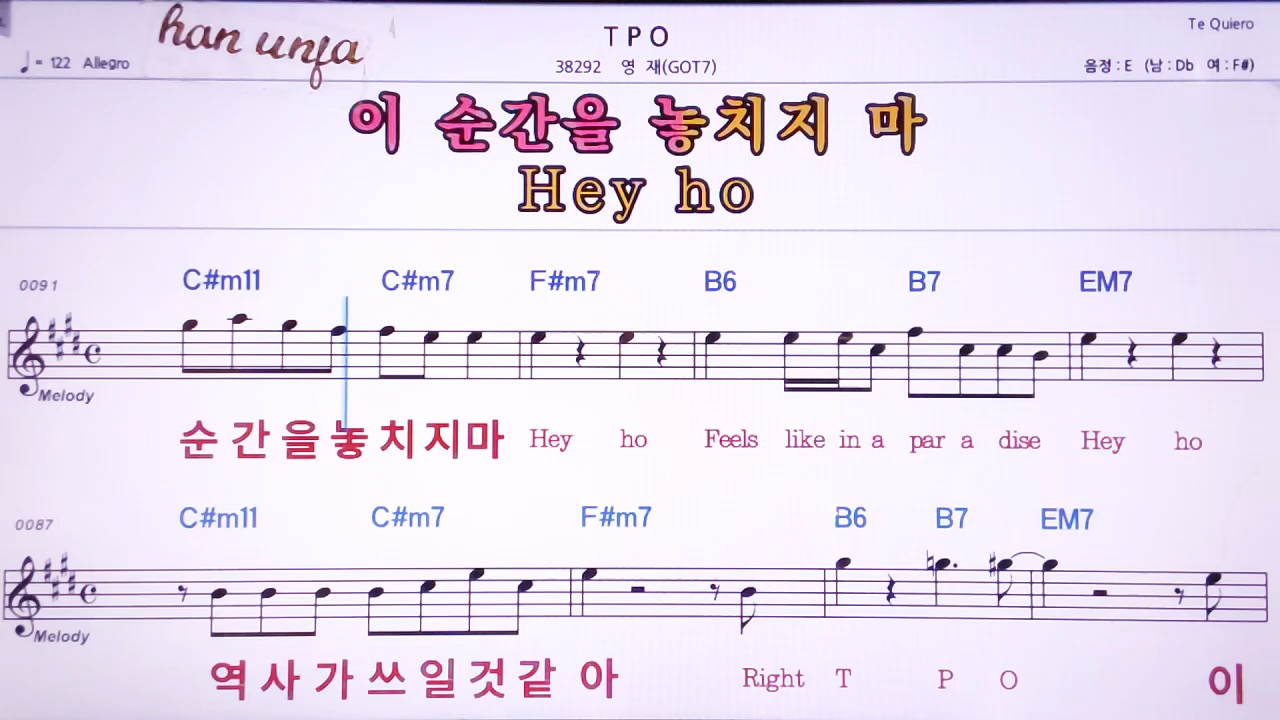 han unfa
TPO
Te Quiero
♩= 122 Allegro
38292 영 재(GOT7)
음정:E (남:Db 여:F#)
이 순간을 놓치지 마
Hey ho
0091 C#m11 C#m7 F#m7 B6 B7 EM7
Melody
순 간 을 놓 치 지 마 Hey ho Feels like in a par a dise Hey ho
0087 C#m11 C#m7 F#m7 B6 B7 EM7
Melody
역 사 가 쓰 일 것 같 아 Right T P O 이